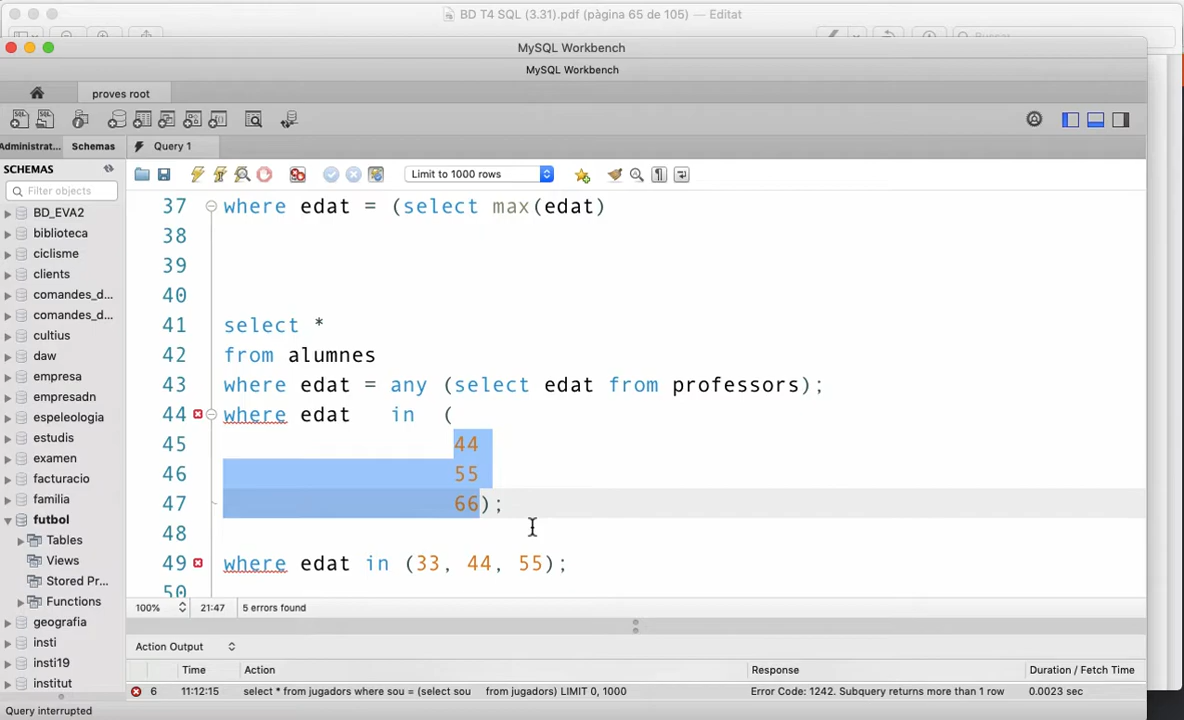 BD T4 SQL (3.31).pdf (pàgina 65 de 105) — Editat
MySQL Workbench
MySQL Workbench
proves root
Administrat... Schemas Query 1
SCHEMAS
Filter objects
Limit to 1000 rows
BD_EVA2
biblioteca
ciclisme
clients
comandes_d...
comandes_d...
cultius
daw
empresa
empresadn
espeleologia
estudis
examen
facturacio
familia
futbol
Tables
Views
Stored Pr...
Functions
geografia
insti
insti19
institut
37 where edat = (select max(edat)
38
39
40
41 select *
42 from alumnes
43 where edat = any (select edat from professors);
44 where edat in (
45 44
46 55
47 66);
48
49 where edat in (33, 44, 55);
50
100% 21:47 5 errors found
Action Output
Time Action Response Duration / Fetch Time
6 11:12:15 select * from jugadors where sou = (select sou from jugadors) LIMIT 0, 1000 Error Code: 1242. Subquery returns more than 1 row 0.0023 sec
Query interrupted